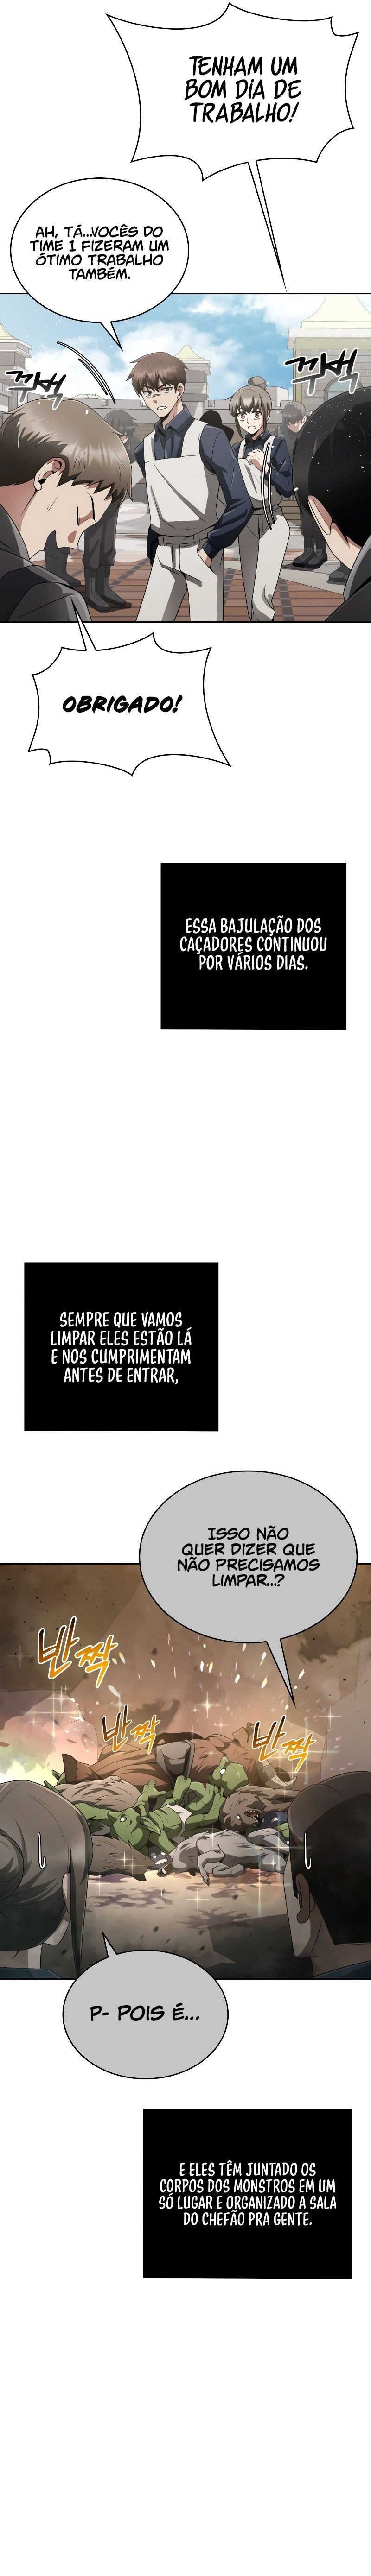 TENHAM UM
BOM DIA DE
TRABALHO!
AH, TÁ...VOCÊS DO
TIME 1 FIZERAM UM
ÓTIMO TRABALHO
TAMBÉM.
꾸벅
꾸벅
OBRIGADO!
ESSA BAJULAÇÃO DOS
CAÇADORES CONTINUOU
POR VÁRIOS DIAS.
SEMPRE QUE VAMOS
LIMPAR ELES ESTÃO LÁ
E NOS CUMPRIMENTAM
ANTES DE ENTRAR,
ISSO NÃO
QUER DIZER QUE
NÃO PRECISAMOS
LIMPAR..?
반짝
반짝
반짝
P- POIS É...
E ELES TÊM JUNTADO OS
CORPOS DOS MONSTROS EM UM
SÓ LUGAR E ORGANIZADO A SALA
DO CHEFÃO PRA GENTE.